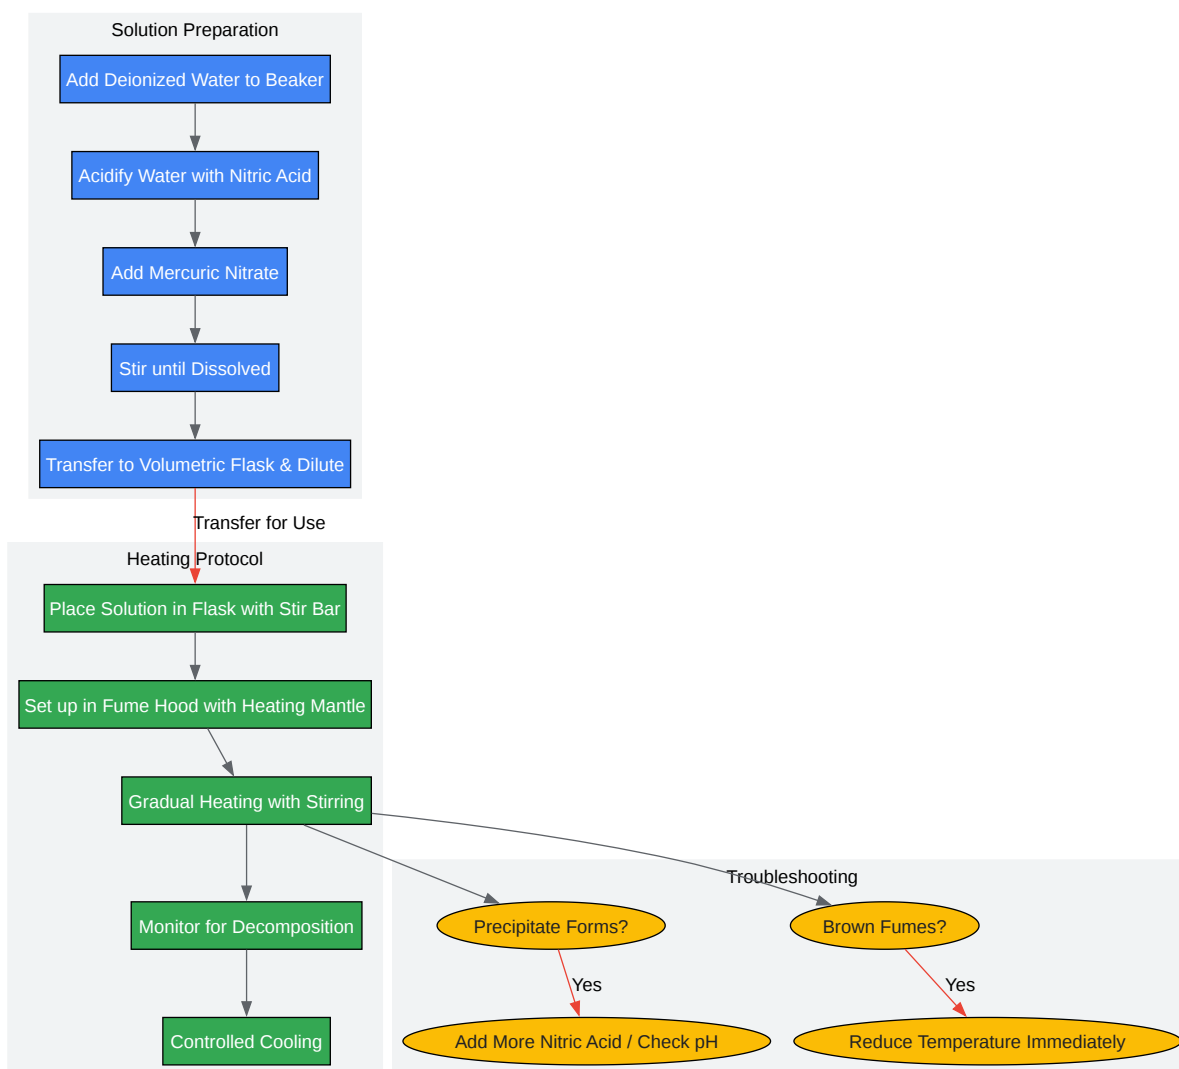 Solution Preparation
Add Deionized Water to Beaker
Acidify Water with Nitric Acid
Add Mercuric Nitrate
Stir until Dissolved
Transfer to Volumetric Flask & Dilute
Transfer for Use
Heating Protocol
Place Solution in Flask with Stir Bar
Set up in Fume Hood with Heating Mantle
Gradual Heating with Stirring
Troubleshooting
Monitor for Decomposition
Precipitate Forms?
Brown Fumes?
Yes
Yes
Controlled Cooling
Add More Nitric Acid / Check pH
Reduce Temperature Immediately